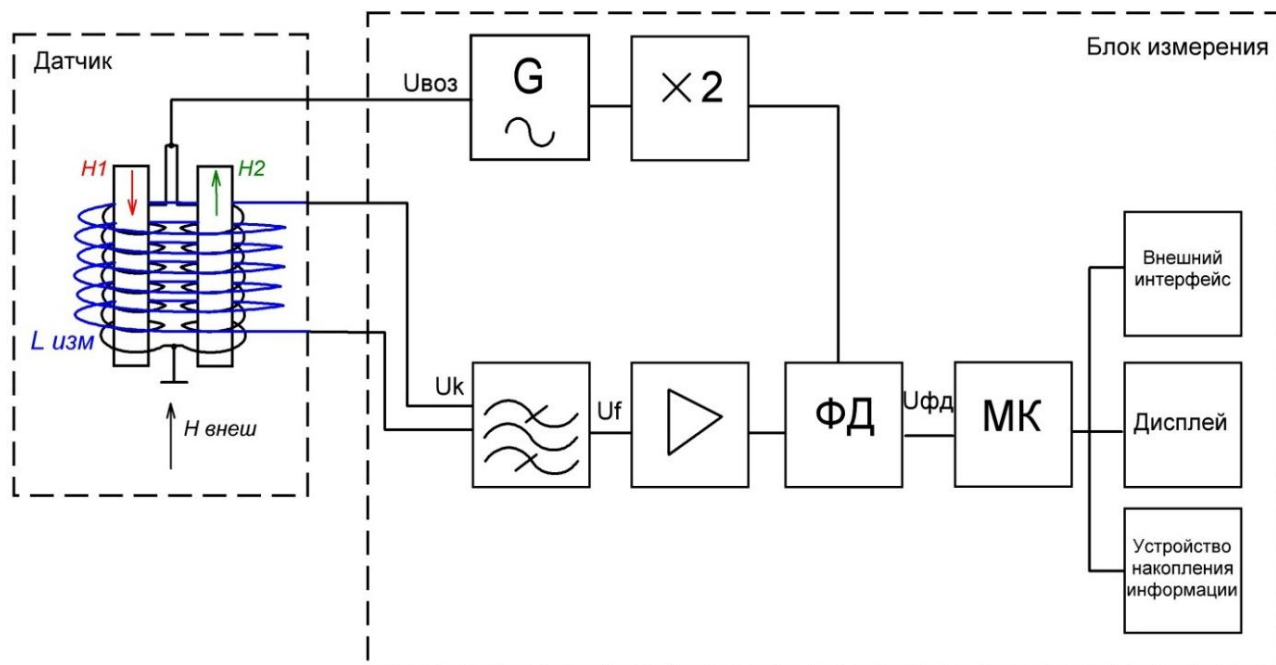 Датчик
Блок измерения
Uвоз
G
×2
H1
H2
L изм
H внеш
Uk
Uf
ФД
Uфд
МК
Внешний
интерфейс
Дисплей
Устройство
накопления
информации